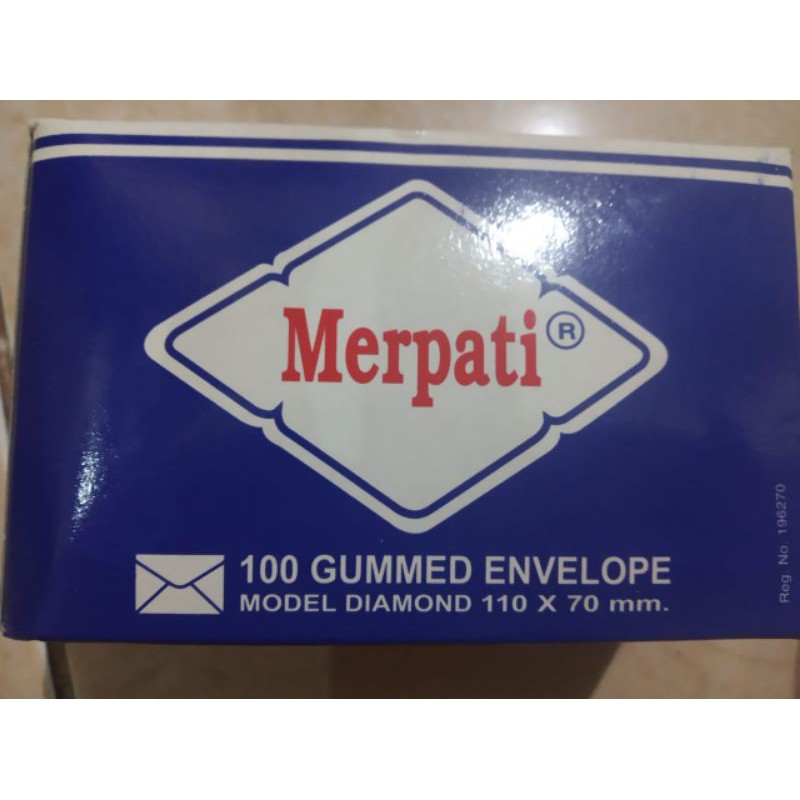 Merpati ®
100 GUMMED ENVELOPE
MODEL DIAMOND 110 X 70 mm.
Reg. No. 196270